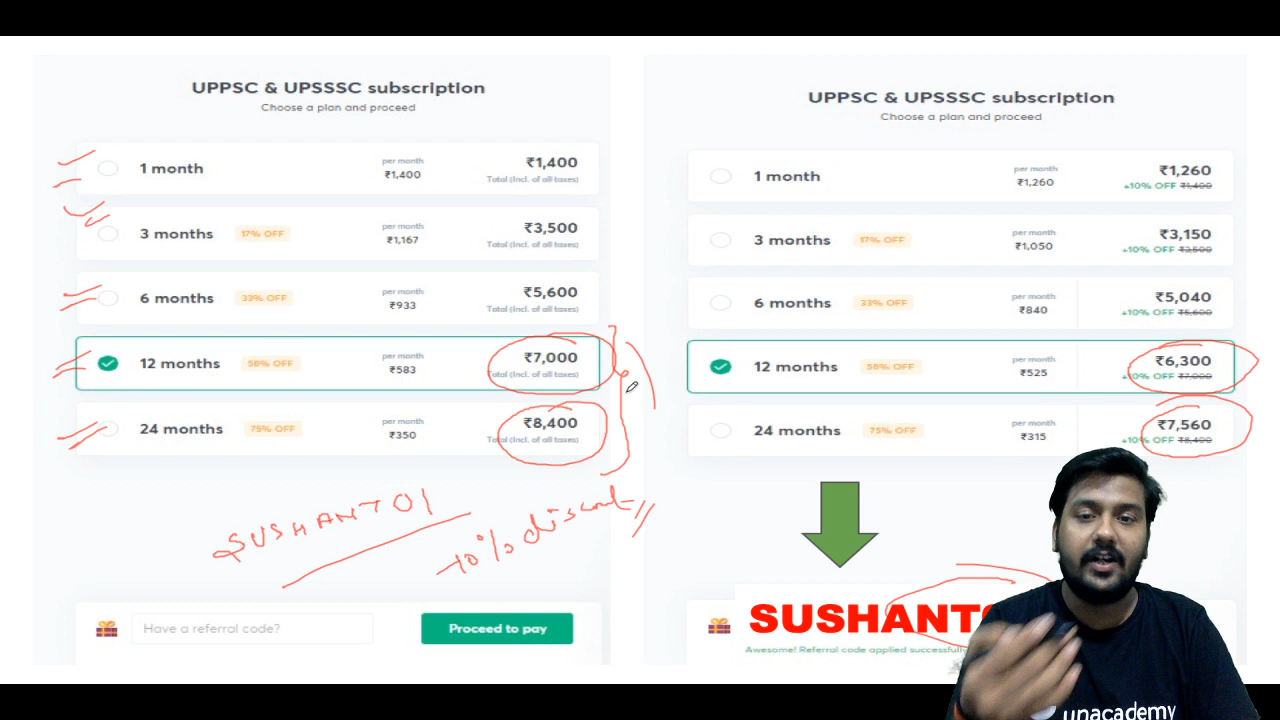 UPPSC & UPSSSC subscription
Choose a plan and proceed
1 month
per month
₹1,400
₹1,400
Total (Incl. of all taxes)
3 months
17% OFF
per month
₹1,167
₹3,500
Total (Incl. of all taxes)
6 months
33% OFF
per month
₹933
₹5,600
Total (Incl. of all taxes)
12 months
58% OFF
per month
₹583
₹7,000
Total (Incl. of all taxes)
24 months
75% OFF
per month
₹350
₹8,400
Total (Incl. of all taxes)
SUSHANT01
10% discount
Have a referral code?
Proceed to pay
UPPSC & UPSSSC subscription
Choose a plan and proceed
1 month
per month
₹1,260
₹1,260
+10% OFF ₹1,400
3 months
17% OFF
per month
₹1,050
₹3,150
+10% OFF ₹3,500
6 months
33% OFF
per month
₹840
₹5,040
+10% OFF ₹5,600
12 months
58% OFF
per month
₹525
₹6,300
+10% OFF ₹7,000
24 months
75% OFF
per month
₹315
₹7,560
+10% OFF ₹8,400
SUSHANT
Awesome! Referral code applied successfully
unacademy